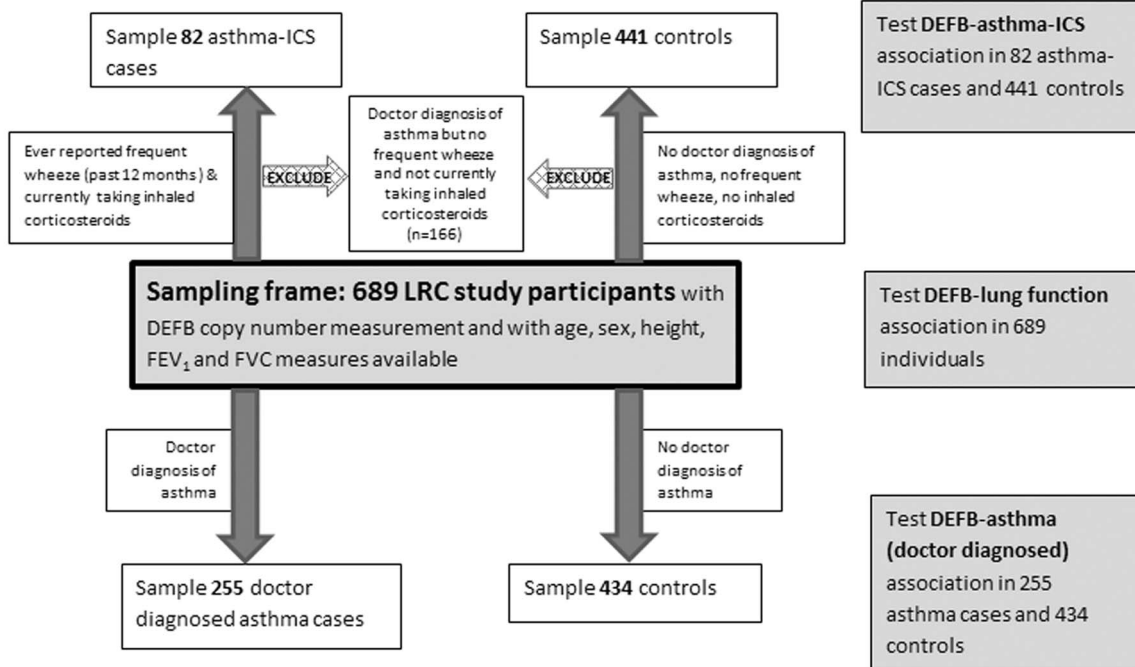 Sample 82 asthma-ICS
cases
Sample 441 controls
Test DEFB-asthma-ICS
association in 82 asthma-
ICS cases and 441 controls
Ever reported frequent
wheeze (past 12 months) &
currently taking inhaled
corticosteroids
EXCLUDE
Doctor diagnosis of
asthma but no
frequent wheeze
and not currently
taking inhaled
corticosteroids
(n=166)
EXCLUDE
No doctor diagnosis of
asthma, no frequent
wheeze, no inhaled
corticosteroids
Sampling frame: 689 LRC study participants with
DEFB copy number measurement and with age, sex, height,
FEV₁ and FVC measures available
Test DEFB-lung function
association in 689
individuals
Doctor
diagnosis of
asthma
No doctor
diagnosis of
asthma
Sample 255 doctor
diagnosed asthma cases
Sample 434 controls
Test DEFB-asthma
(doctor diagnosed)
association in 255
asthma cases and 434
controls